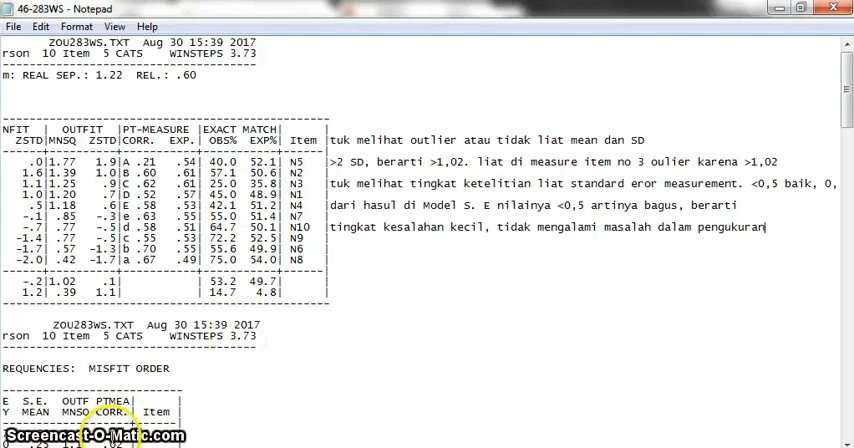 46-283WS - Notepad
File Edit Format View Help
ZOU283WS.TXT Aug 30 15:39 2017
rson 10 Item 5 CATS WINSTEPS 3.73
--------------------------------------------
m: REAL SEP.: 1.22 REL.: .60
--------------------------------------------------------
NFIT | OUTFIT |PT-MEASURE |EXACT MATCH| |
ZSTD|MNSQ ZSTD|CORR. EXP.| OBS% EXP%| Item |tuk melihat outlier atau tidak liat mean dan SD
.0|1.77 1.9|A .21 .54| 40.0 52.1| N5 |>2 SD, berarti >1,02. liat di measure item no 3 oulier karena >1,02
1.6|1.39 1.0|B .60 .61| 57.1 50.6| N2 |
1.1|1.25 .9|C .62 .61| 25.0 35.8| N3 |tuk melihat tingkat ketelitian liat standard eror measurement. <0,5 baik, 0,
1.0|1.20 .7|D .52 .51| 45.0 48.9| N1 |
.5|1.18 .6|E .58 .53| 42.1 51.2| N4 |dari hasul di Model S. E nilainya <0,5 artinya bagus, berarti
-.1| .85 -.3|e .63 .55| 55.0 51.4| N7 |
-.7| .77 -.5|d .58 .51| 64.7 50.1| N10 |tingkat kesalahan kecil, tidak mengalami masalah dalam pengukuran
-1.4| .77 -.5|c .55 .53| 72.2 52.5| N9 |
-1.7| .57 -1.3|b .70 .55| 55.6 49.9| N6 |
-2.0| .42 -1.7|a .67 .49| 75.0 54.0| N8 |
-.2|1.02 .1| | 53.2 49.7| |
1.2| .39 1.1| | 14.7 4.8| |
--------------------------------------------------------
ZOU283WS.TXT Aug 30 15:39 2017
rson 10 Item 5 CATS WINSTEPS 3.73
--------------------------------------------
REQUENCIES: MISFIT ORDER
-------------------------------
E S.E. OUTF PTMEA| |
Y MEAN MNSQ CORR.| Item |
Screencast-O-Matic.com